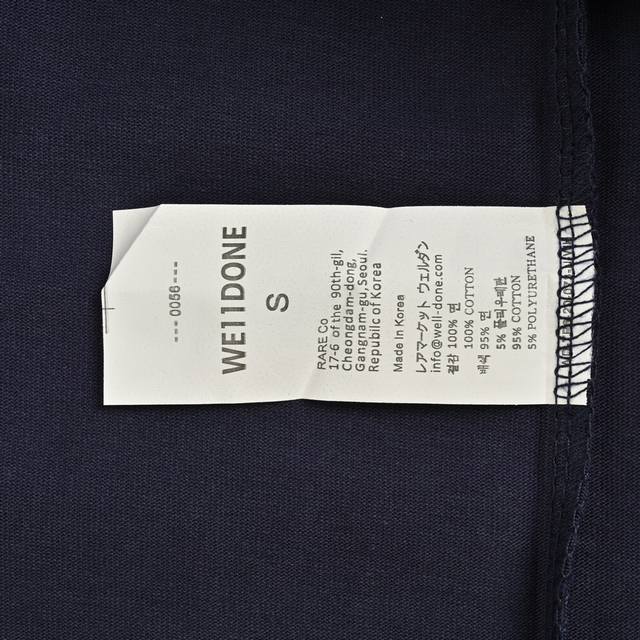 ---0056---
WE11DONE
S
RARE Co
17-6 of the 90th-gil,
Cheongdam-dong,
Gangnam-gu,Seoul,
Republic of Korea
Made In Korea
レアマーケット ウェルダン
info@well-done.com
겉감 100% 면
100% COTTON
배색 95% 면
5% 폴리우레탄
95% COTTON
5% POLYURETHANE